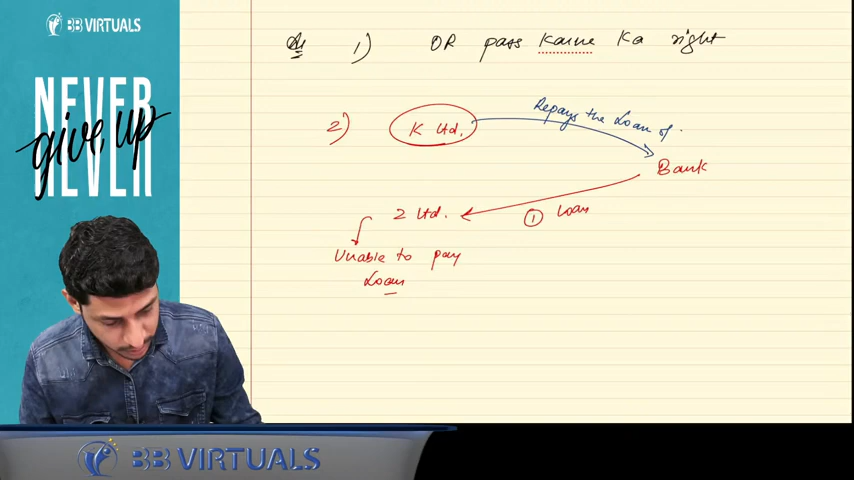 BB VIRTUALS
NEVER
give up
NEVER
1) OR pass Karne Ka right
2) K Ltd.
Repays the Loan of
Bank
Z Ltd.
① Loan
Unable to pay
Loan
BB VIRTUALS